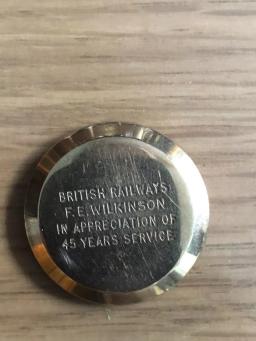 BRITISH RAILWAYS
F.E. WILKINSON
IN APPRECIATION OF
45 YEARS SERVICE